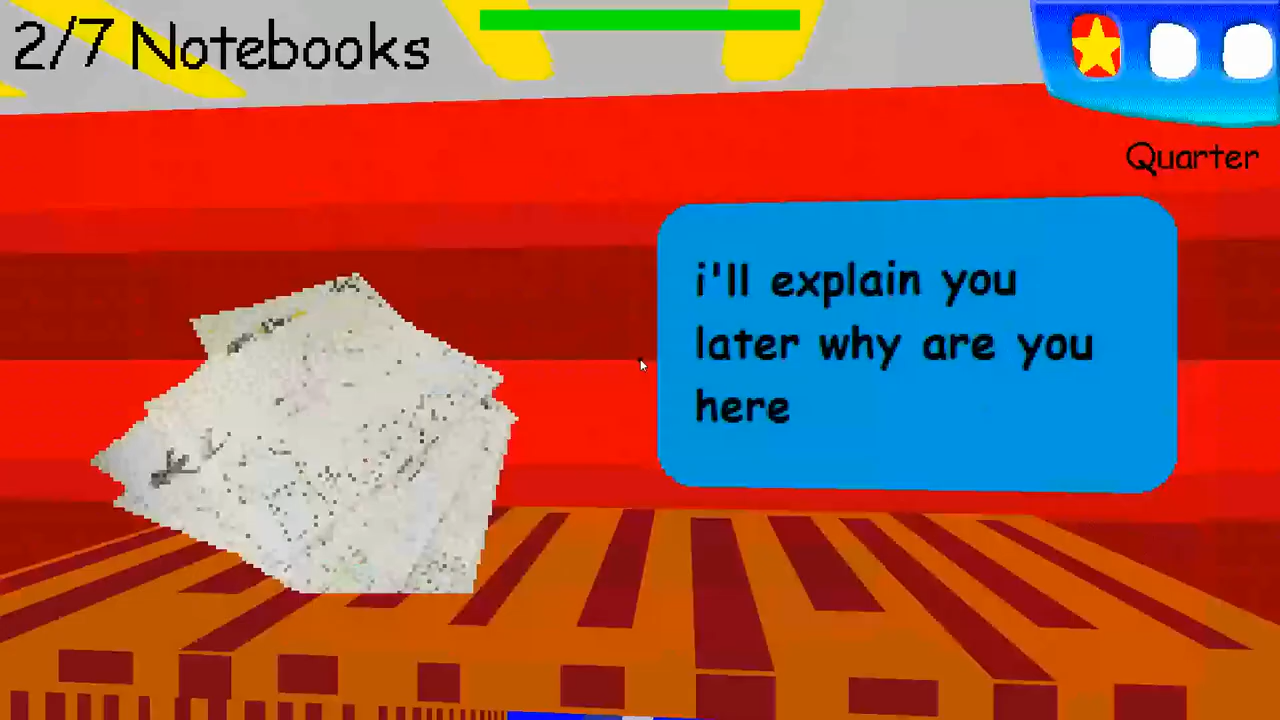 2/7 Notebooks
Quarter
i'll explain you
later why are you
here